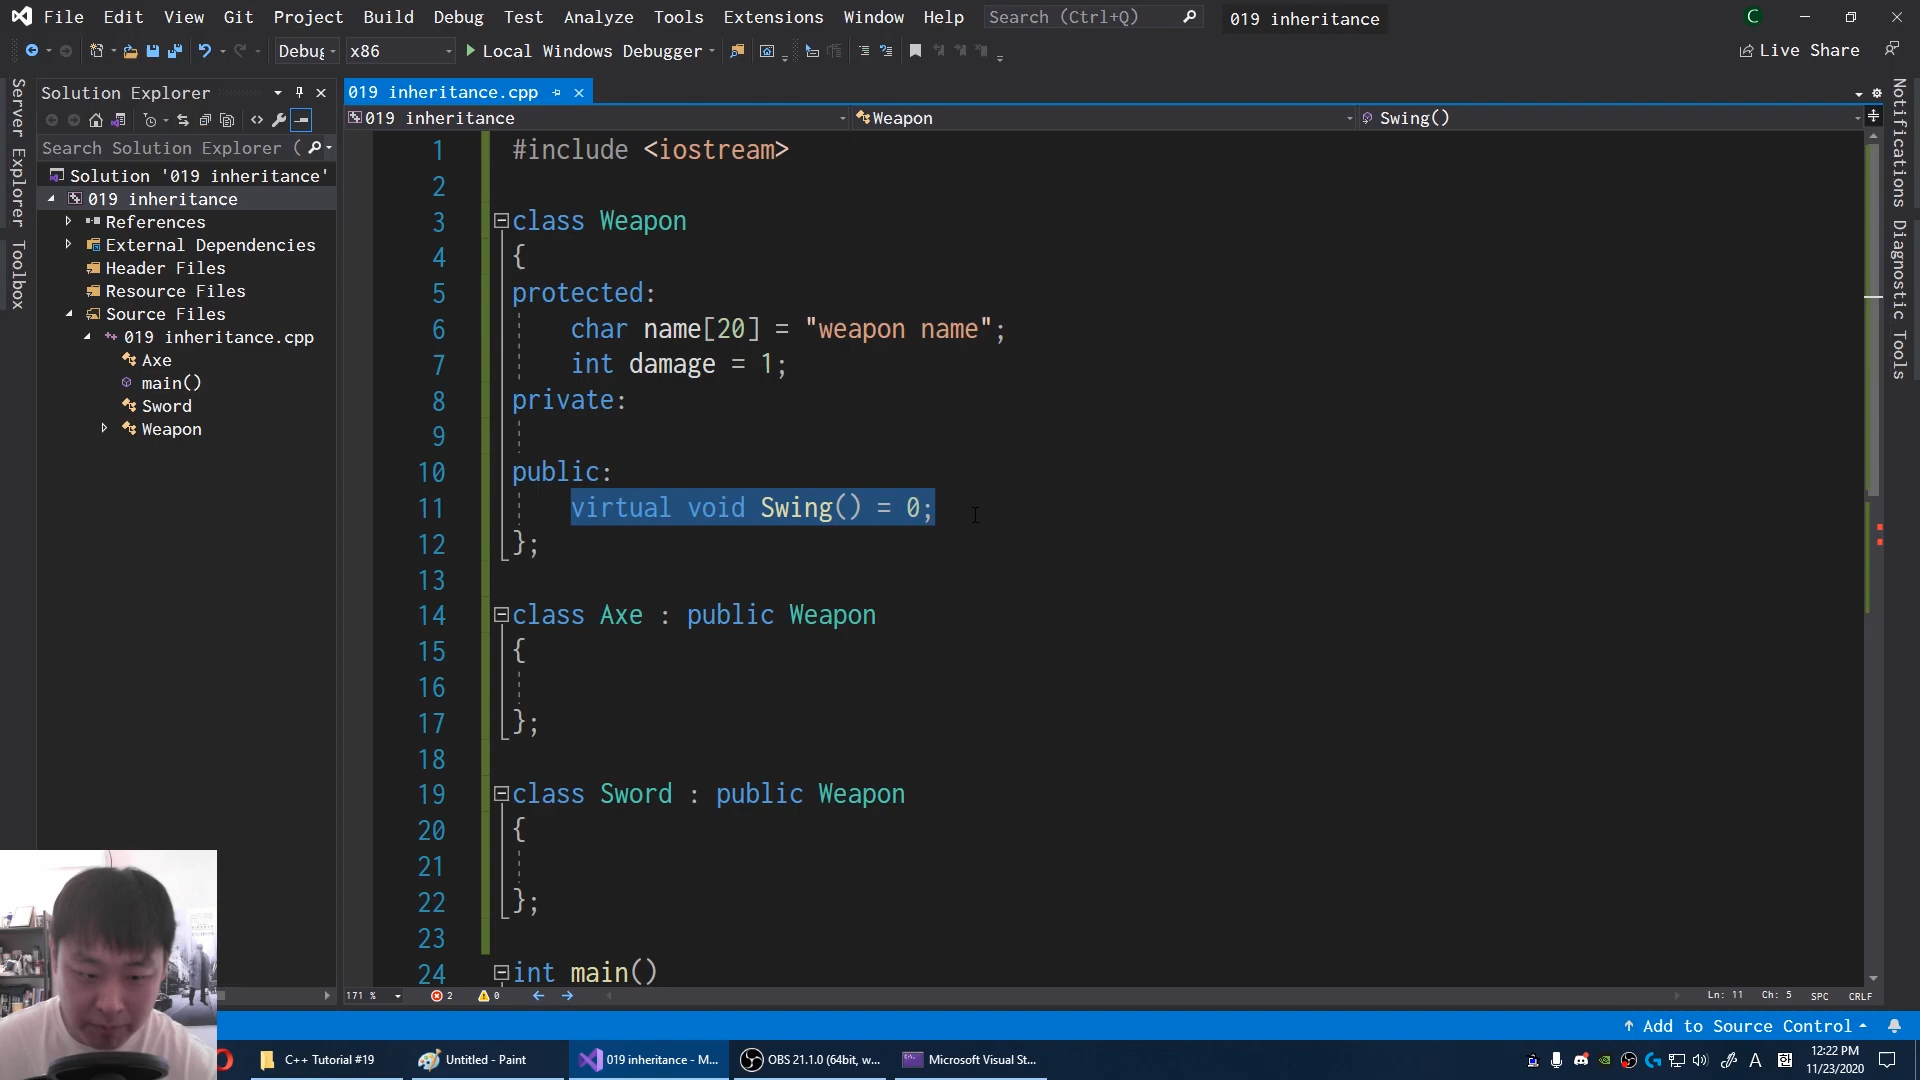 File Edit View Git Project Build Debug Test Analyze Tools Extensions Window Help Search (Ctrl+Q) 019 inheritance C
Debug x86 Local Windows Debugger Live Share
Server Explorer
Toolbox
Solution Explorer
Search Solution Explorer (
Solution '019 inheritance'
019 inheritance
References
External Dependencies
Header Files
Resource Files
Source Files
019 inheritance.cpp
Axe
main()
Sword
Weapon
019 inheritance.cpp
019 inheritance Weapon Swing()
1 #include <iostream>
2
3 class Weapon
4 {
5 protected:
6 char name[20] = "weapon name";
7 int damage = 1;
8 private:
9
10 public:
11 virtual void Swing() = 0;
12 };
13
14 class Axe : public Weapon
15 {
16
17 };
18
19 class Sword : public Weapon
20 {
21
22 };
23
24 int main()
171 % 2 0 Ln: 11 Ch: 5 SPC CRLF
Notifications
Diagnostic Tools
Add to Source Control
C++ Tutorial #19 Untitled - Paint 019 inheritance - M... OBS 21.1.0 (64bit, w... Microsoft Visual St... A 한 12:22 PM
11/23/2020